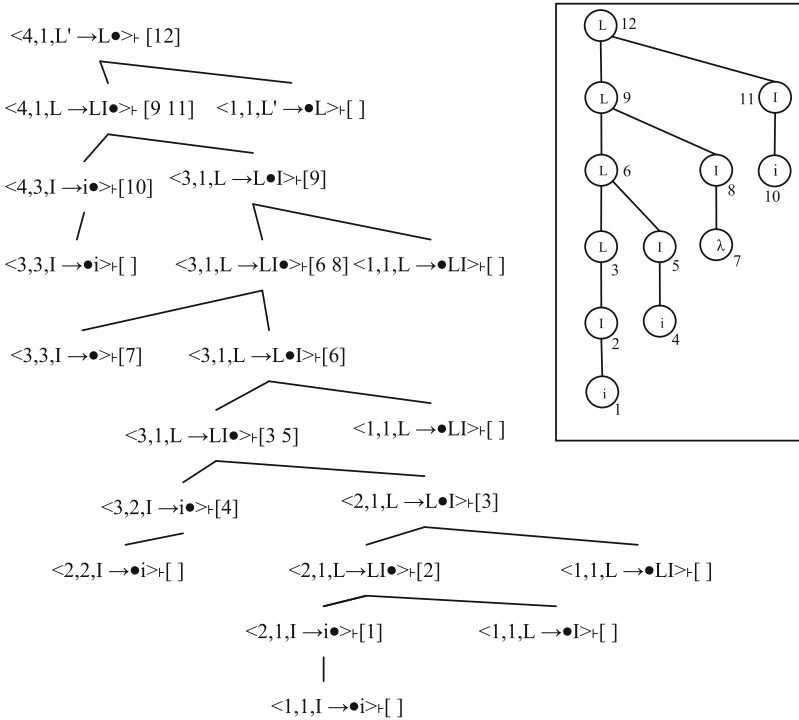 <4,1,L' →L●>⊦ [12]
<4,1,L →LI●>⊦ [9 11] <1,1,L' →●L>⊦[ ]
<4,3,I →i●>⊦[10] <3,1,L →L●I>⊦[9]
<3,3,I →●i>⊦[ ] <3,1,L →LI●>⊦[6 8] <1,1,L →●LI>⊦[ ]
<3,3,I →●>⊦[7] <3,1,L →L●I>⊦[6]
<3,1,L →LI●>⊦[3 5] <1,1,L →●LI>⊦[ ]
<3,2,I →i●>⊦[4] <2,1,L →L●I>⊦[3]
<2,2,I →●i>⊦[ ] <2,1,L→LI●>⊦[2] <1,1,L →●LI>⊦[ ]
<2,1,I →i●>⊦[1] <1,1,L →●I>⊦[ ]
<1,1,I →●i>⊦[ ]
L 12
L 9 11 I
L 6 I 8 i 10
L 3 I 5 λ 7
I 2 i 4
i 1